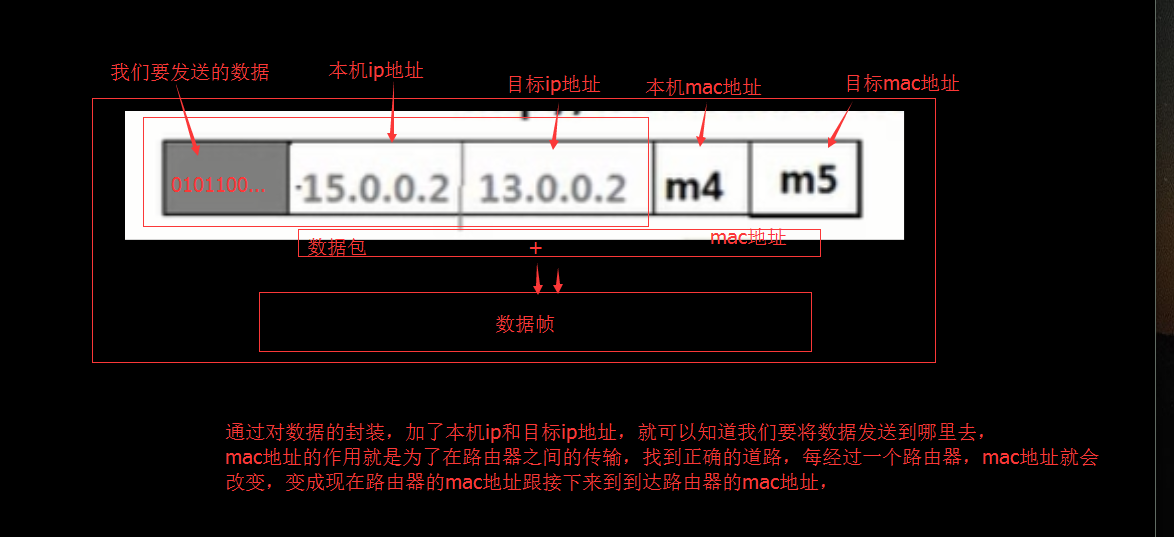 我们要发送的数据
本机ip地址
目标ip地址
本机mac地址
目标mac地址
0101100...
15.0.0.2
13.0.0.2
m4
m5
数据包
+
mac地址
数据帧
通过对数据的封装，加了本机ip和目标ip地址，就可以知道我们要将数据发送到哪里去，
mac地址的作用就是为了在路由器之间的传输，找到正确的道路，每经过一个路由器，mac地址就会
改变，变成现在路由器的mac地址跟接下来到到达路由器的mac地址，